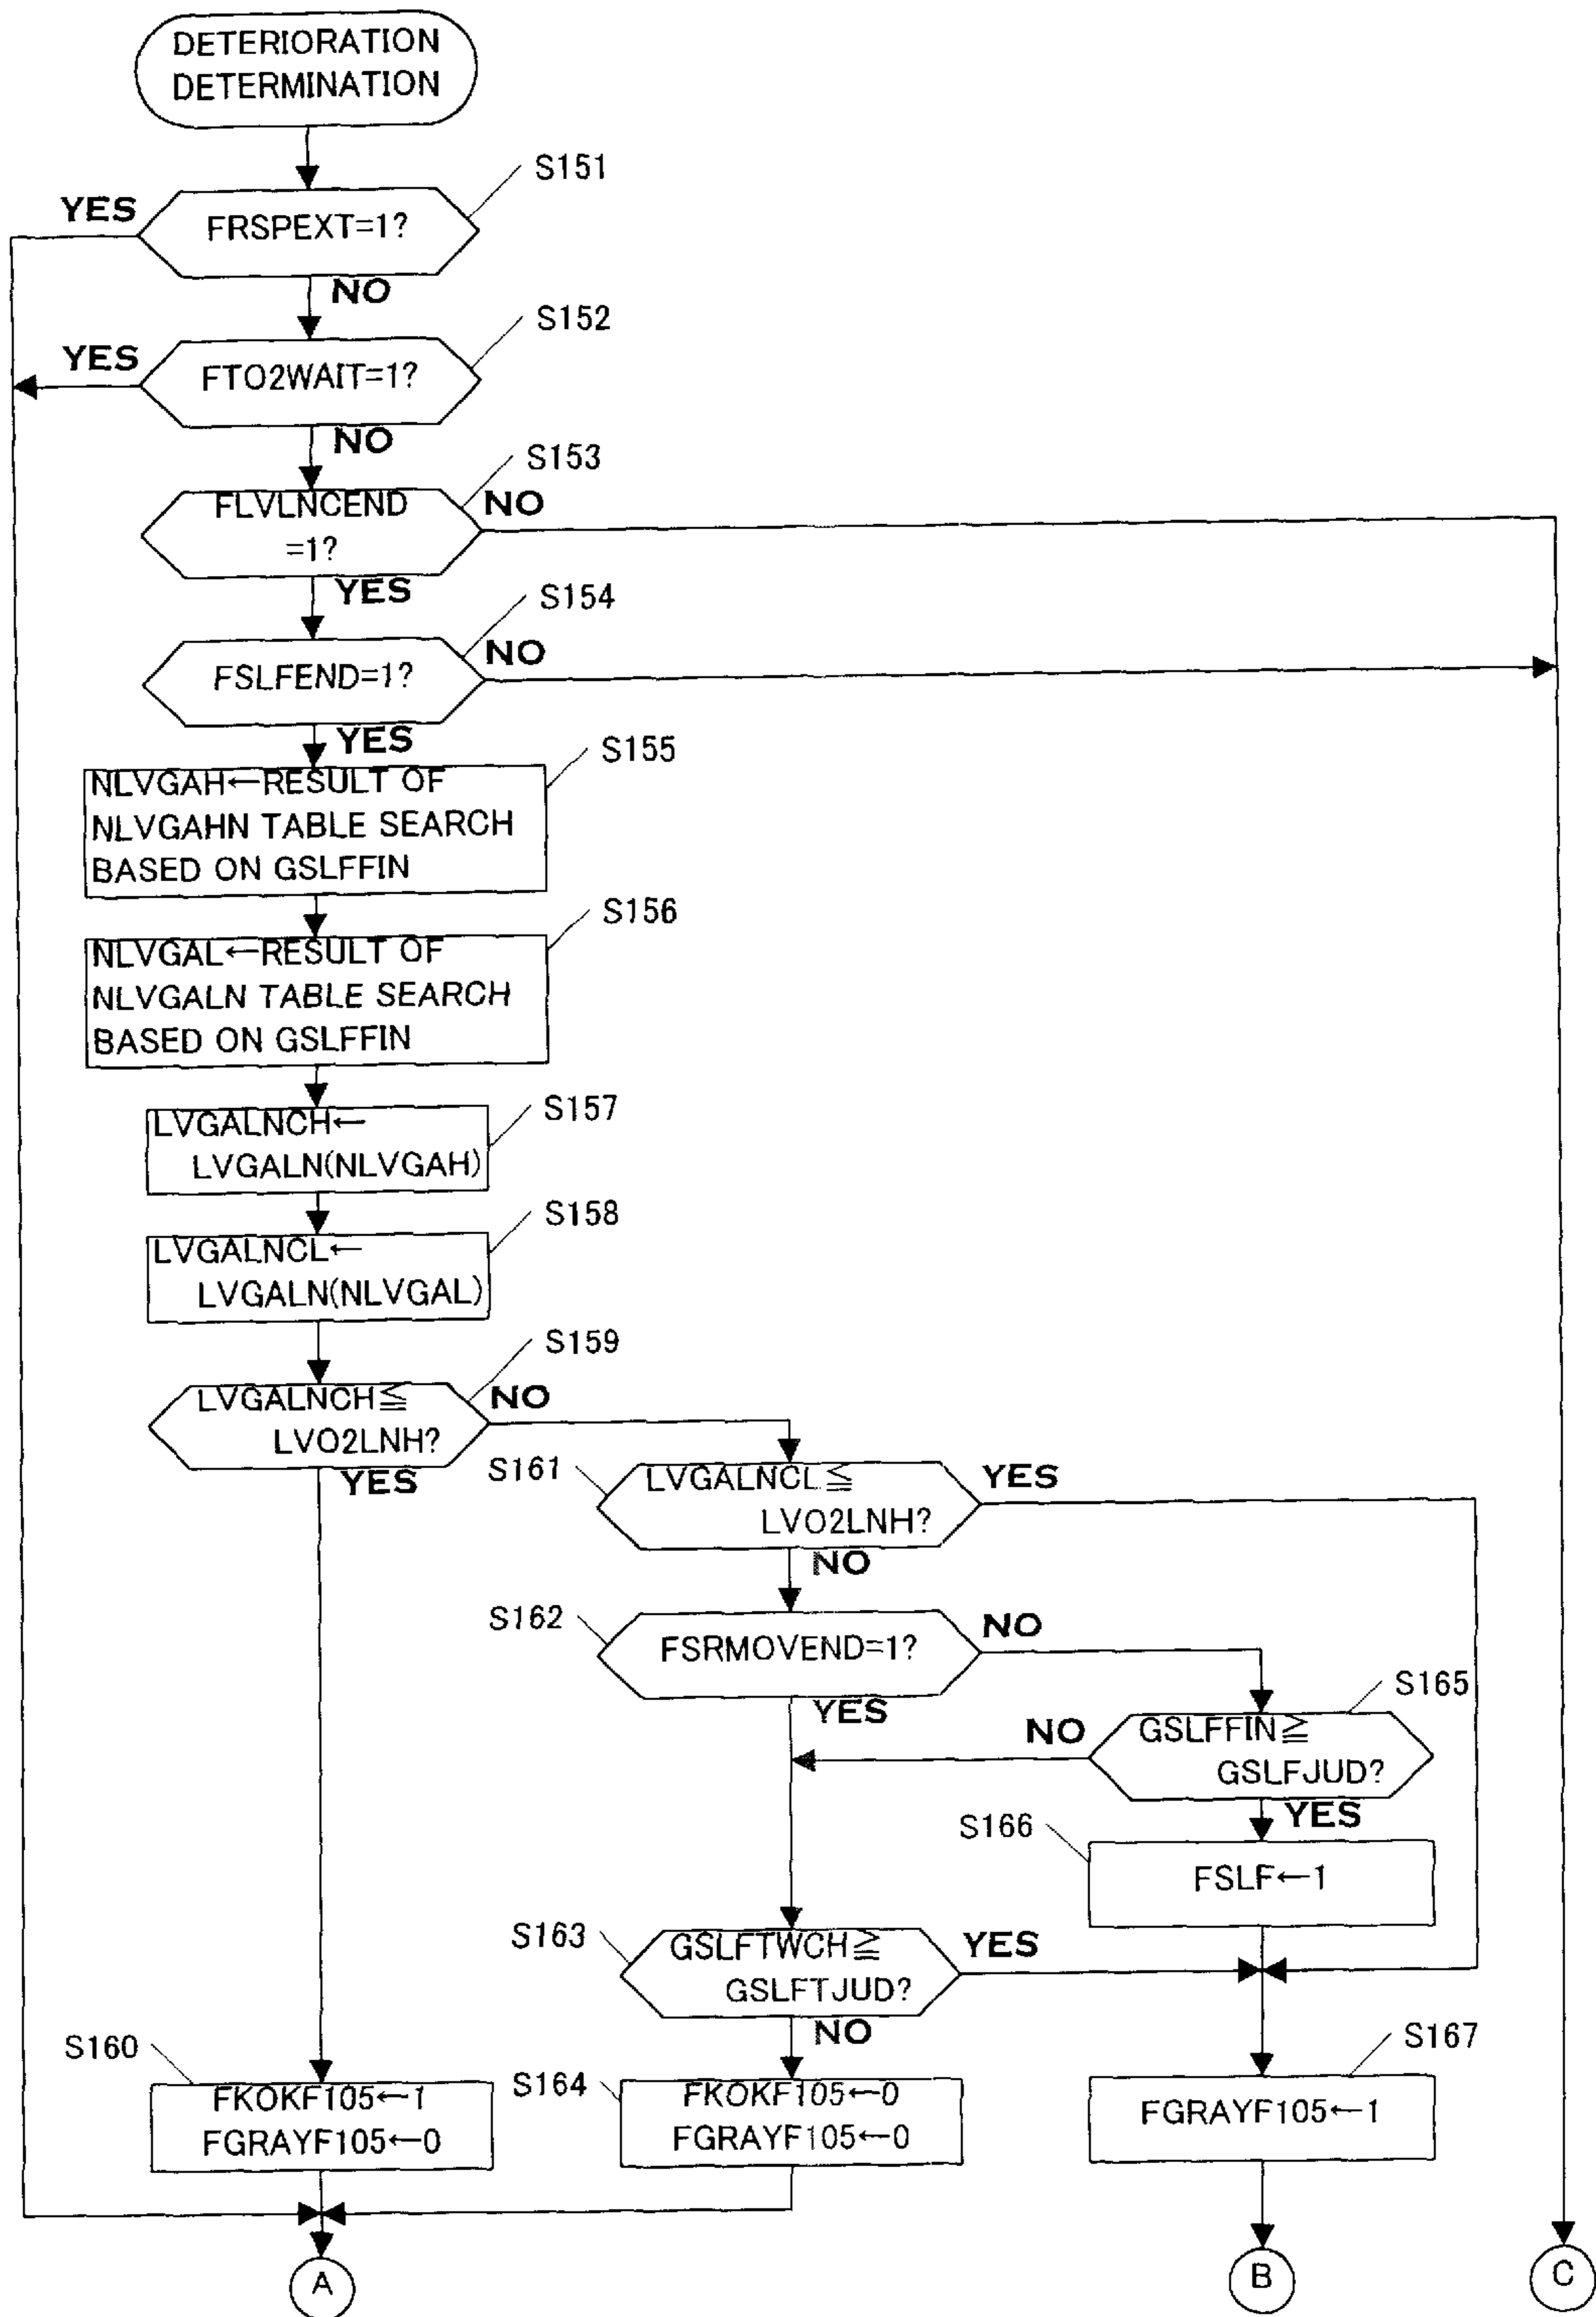 DETERIORATION
DETERMINATION
S151
YES
FRSPEXT=1?
NO
S152
YES
FTO2WAIT=1?
NO
S153
FLVLNCEND
=1?
NO
YES
S154
FSLFEND=1?
NO
YES
S155
NLVGAH←RESULT OF
NLVGAHN TABLE SEARCH
BASED ON GSLFFIN
S156
NLVGAL←RESULT OF
NLVGALN TABLE SEARCH
BASED ON GSLFFIN
S157
LVGALNCH←
LVGALN(NLVGAH)
S158
LVGALNCL←
LVGALN(NLVGAL)
S159
LVGALNCH≦
LVO2LNH?
NO
YES
S161
LVGALNCL≦
LVO2LNH?
YES
NO
S162
FSRMOVEND=1?
NO
YES
S165
NO
GSLFFIN≧
GSLFJUD?
YES
S166
FSLF←1
S163
GSLFTWCH≧
GSLFTJUD?
YES
NO
S160
FKOKF105←1
FGRAYF105←0
S164
FKOKF105←0
FGRAYF105←0
S167
FGRAYF105←1
A
B
C